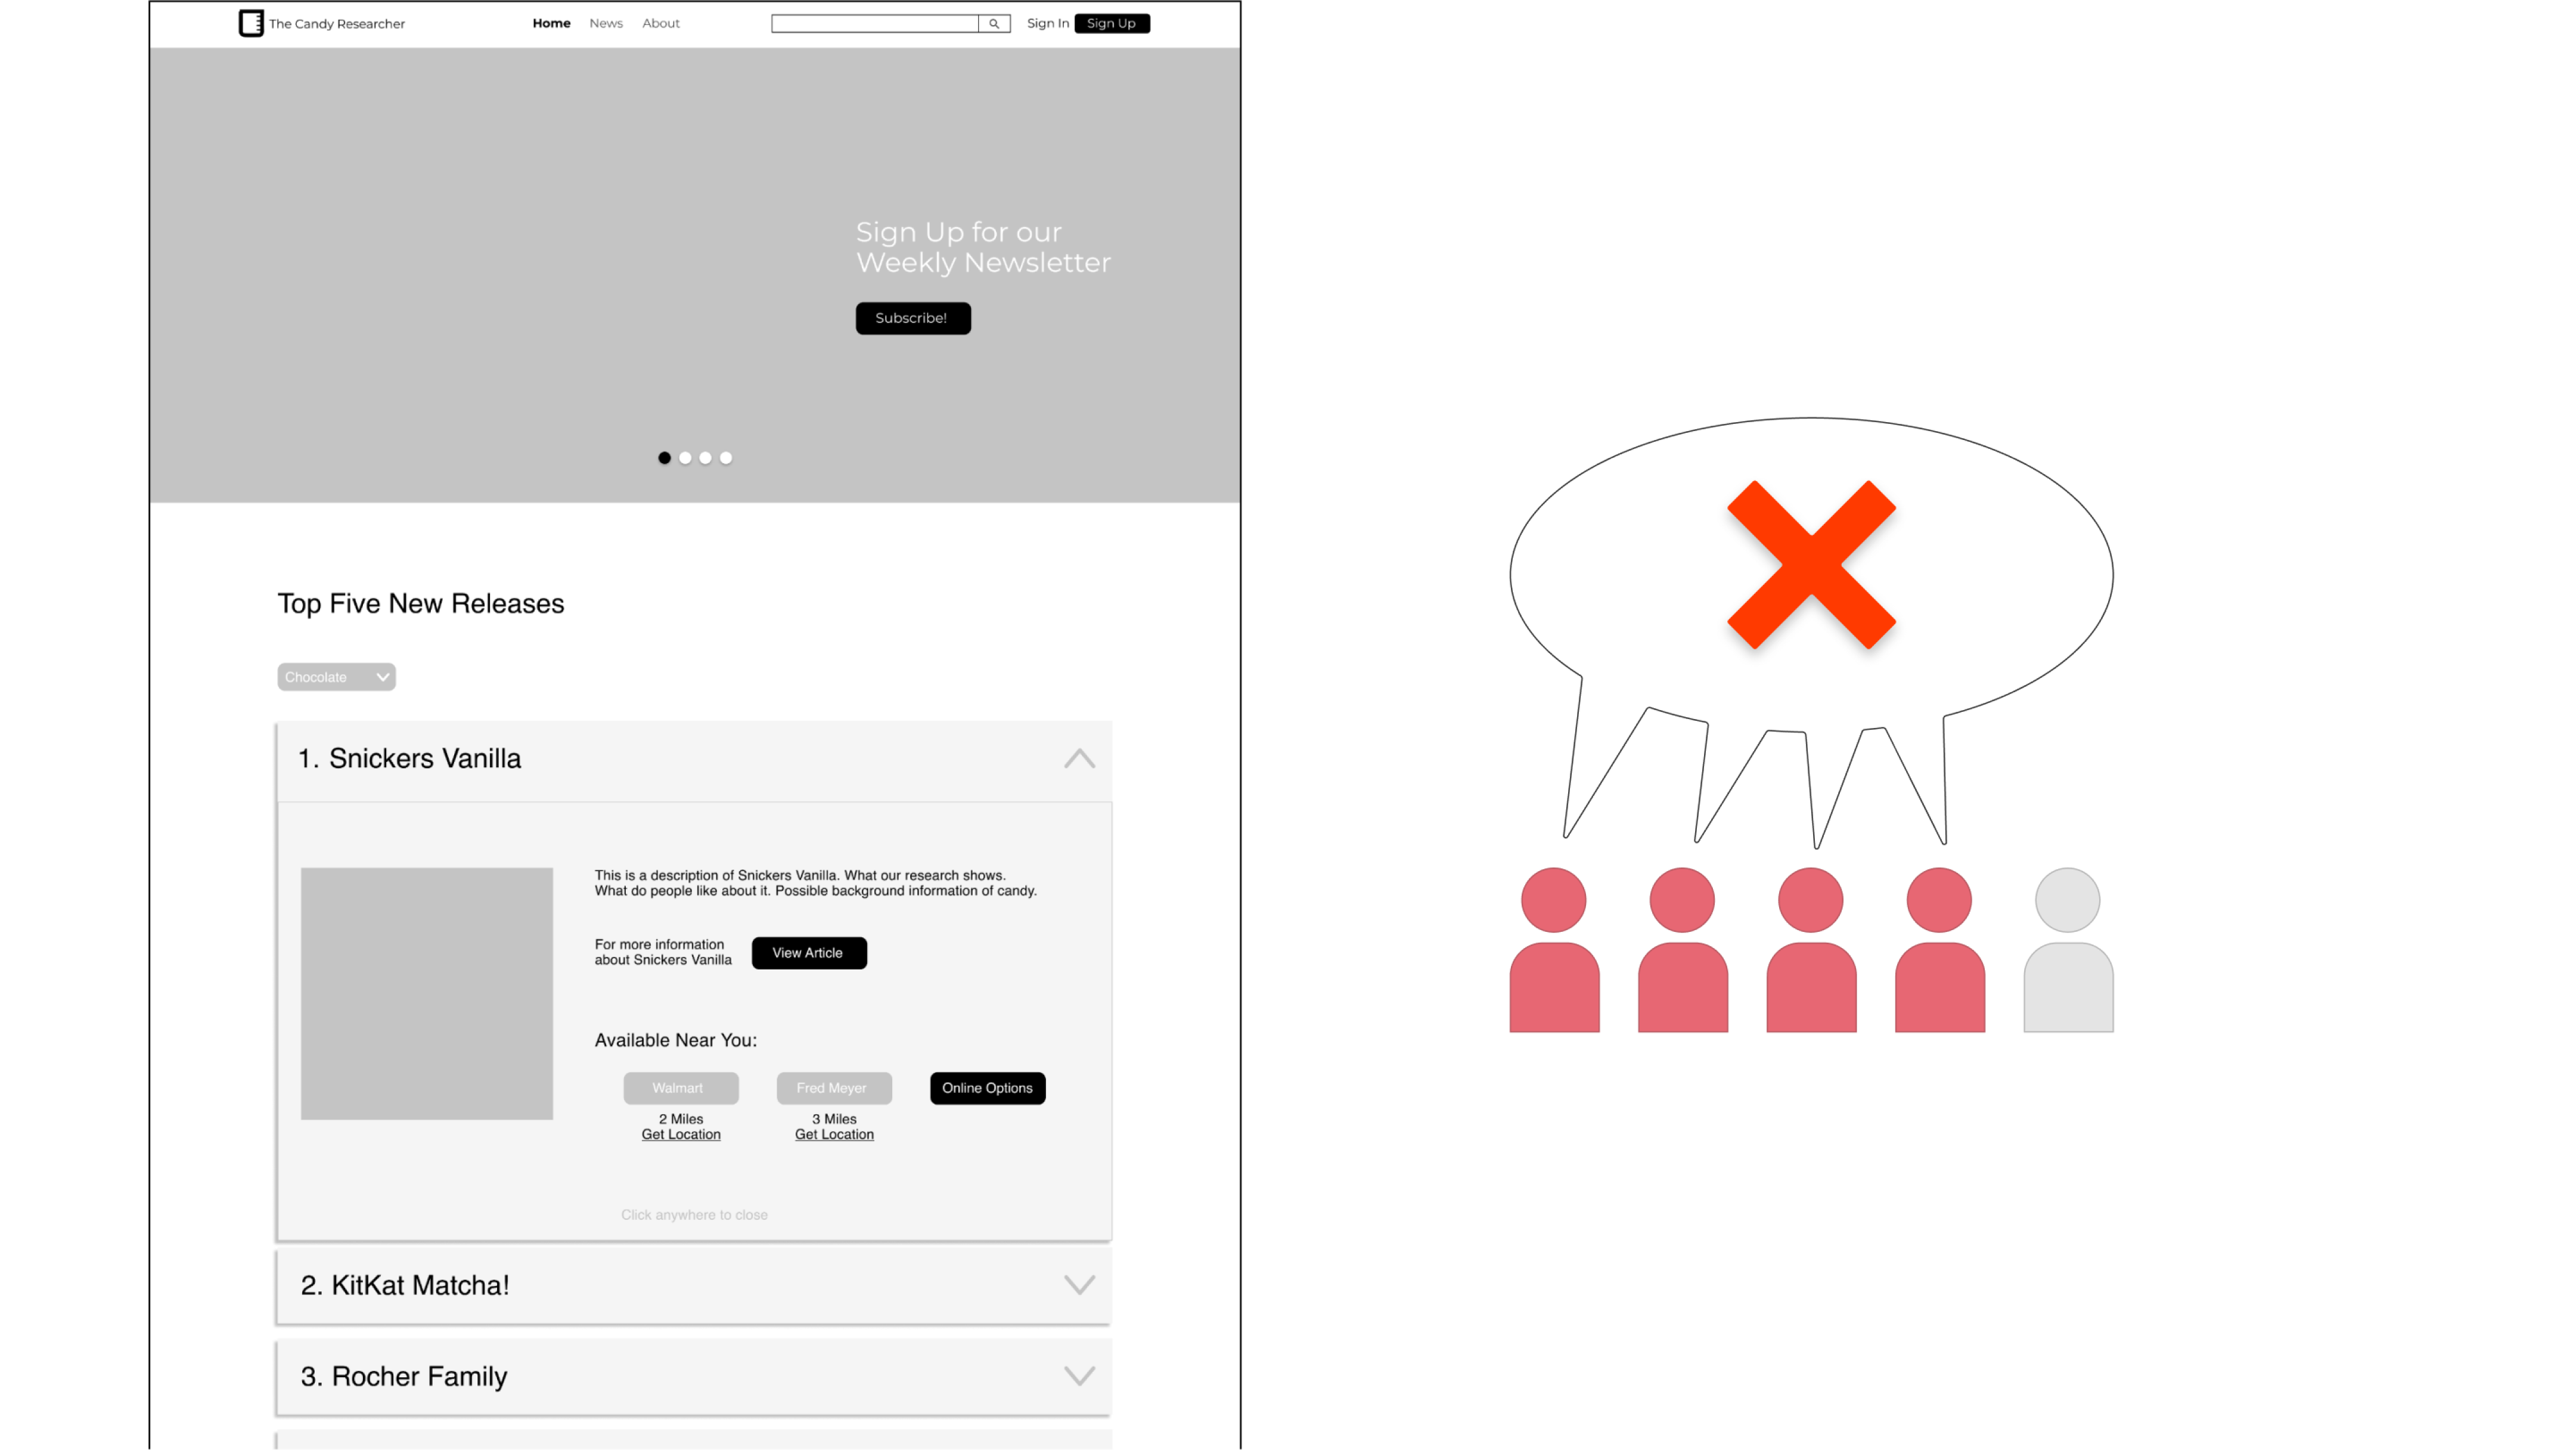 The Candy Researcher
Home News About
Sign In Sign Up
Sign Up for our
Weekly Newsletter
Subscribe!
Top Five New Releases
Chocolate
1. Snickers Vanilla
This is a description of Snickers Vanilla. What our research shows.
What do people like about it. Possible background information of candy.
For more information
about Snickers Vanilla
View Article
Available Near You:
Walmart Fred Meyer Online Options
2 Miles 3 Miles
Get Location Get Location
Click anywhere to close
2. KitKat Matcha!
3. Rocher Family